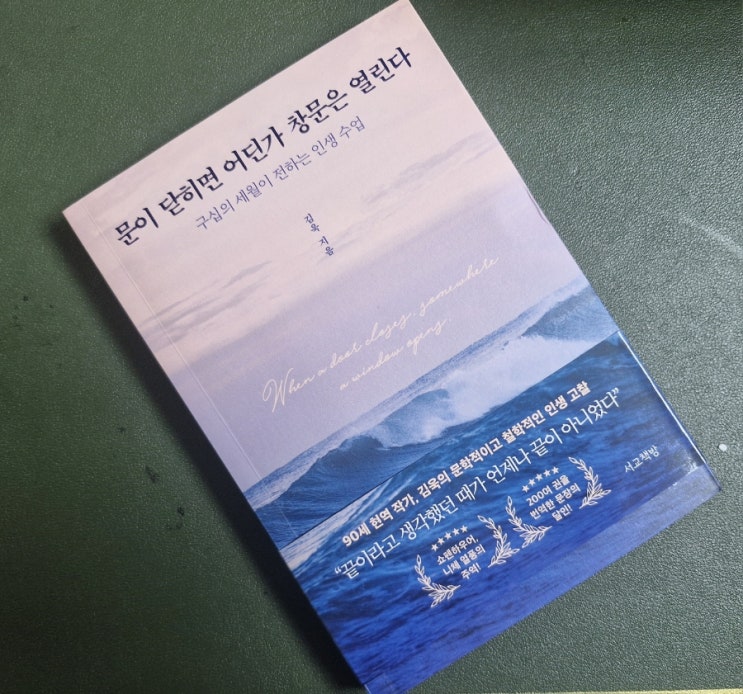 문이 닫히면 어딘가 창문은 열린다
구십의 세월이 전하는 인생 수업
김욱 지음
When a door closes, somewhere
a window opens.
90세 현역 작가, 김욱의 문학적이고 철학적인 인생 고찰
“끝이라고 생각했던 때가 언제나 끝이 아니었다”
★★★★★
쇼펜하우어,
니체 열풍의
주역!
★★★★★
200여 권을
번역한 문장의
달인!
서교책방